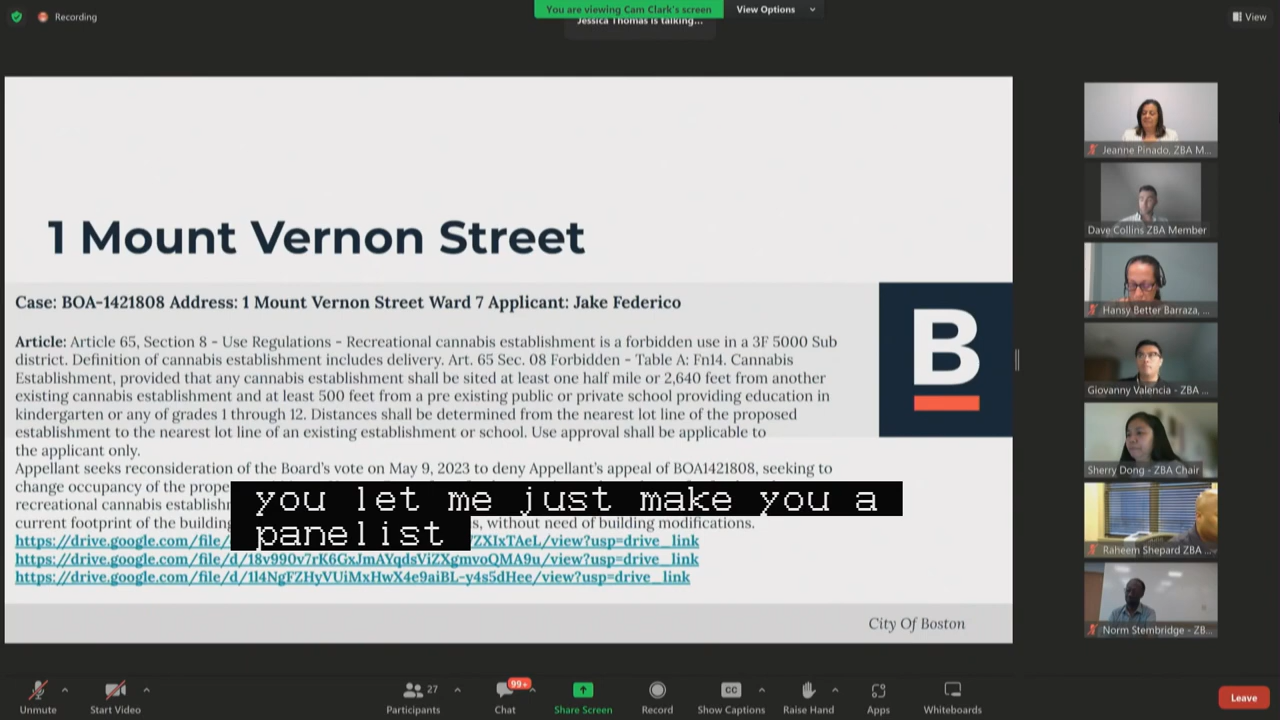 Recording
You are viewing Cam Clark's screen
View Options
Jessica Thomas is talking...
View
1 Mount Vernon Street
Case: BOA-1421808 Address: 1 Mount Vernon Street Ward 7 Applicant: Jake Federico
Article: Article 65, Section 8 - Use Regulations - Recreational cannabis establishment is a forbidden use in a 3F 5000 Sub
district. Definition of cannabis establishment includes delivery. Art. 65 Sec. 08 Forbidden - Table A: Fn14. Cannabis
Establishment, provided that any cannabis establishment shall be sited at least one half mile or 2,640 feet from another
existing cannabis establishment and at least 500 feet from a pre existing public or private school providing education in
kindergarten or any of grades 1 through 12. Distances shall be determined from the nearest lot line of the proposed
establishment to the nearest lot line of an existing establishment or school. Use approval shall be applicable to
the applicant only.
Appellant seeks reconsideration of the Board's vote on May 9, 2023 to deny Appellant's appeal of BOA1421808, seeking to
change occupancy of the
recreational cannabis
current footprint of the building
without need of building modifications.
https://drive.google.com/file/
ZXIxTAeL/view?usp=drive_link
https://drive.google.com/file/d/18v990v7rK6GxJmAYqdsViZXgmvoQMA9u/view?usp=drive_link
https://drive.google.com/file/d/1l4NgFZHyVUiMxHwX4e9aiBL-y4s5dHee/view?usp=drive_link
you let me just make you a
panelist
B
City Of Boston
Jeanne Pinado, ZBA M...
Dave Collins ZBA Member
Hansy Better Barraza, ...
Giovanny Valencia - ZBA ...
Sherry Dong - ZBA Chair
Raheem Shepard ZBA ...
Norm Stembridge - ZB...
Unmute
Start Video
27
Participants
99+
Chat
Share Screen
Record
CC
Show Captions
Raise Hand
Apps
Whiteboards
Leave